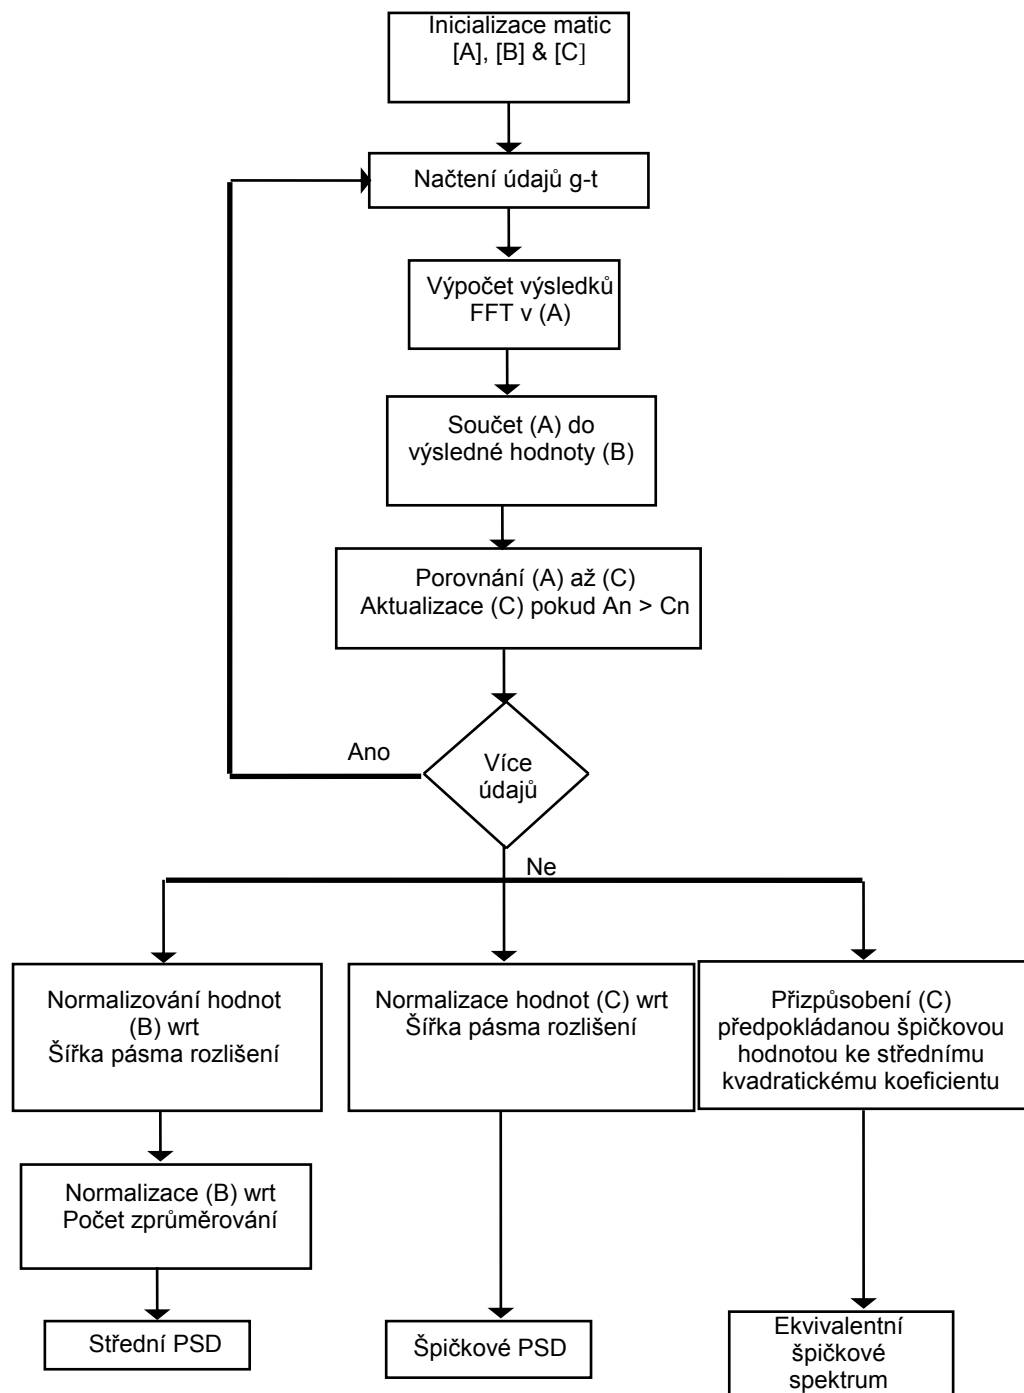 Inicializace matic
[A], [B] & [C]
Načtení údajů g-t
Výpočet výsledků
FFT v (A)
Součet (A) do
výsledné hodnoty (B)
Porovnání (A) až (C)
Aktualizace (C) pokud An > Cn
Ano
Více
údajů
Ne
Normalizování hodnot
(B) wrt
Šířka pásma rozlišení
Normalizace hodnot (C) wrt
Šířka pásma rozlišení
Přizpůsobení (C)
předpokládanou špičkovou
hodnotou ke střednímu
kvadratickému koeficientu
Normalizace (B) wrt
Počet zprůměrování
Střední PSD
Špičkové PSD
Ekvivalentní
špičkové
spektrum